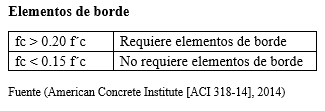 Elementos de borde
fc > 0.20 f´c Requiere elementos de borde
fc < 0.15 f´c No requiere elementos de borde
Fuente (American Concrete Institute [ACI 318-14], 2014)